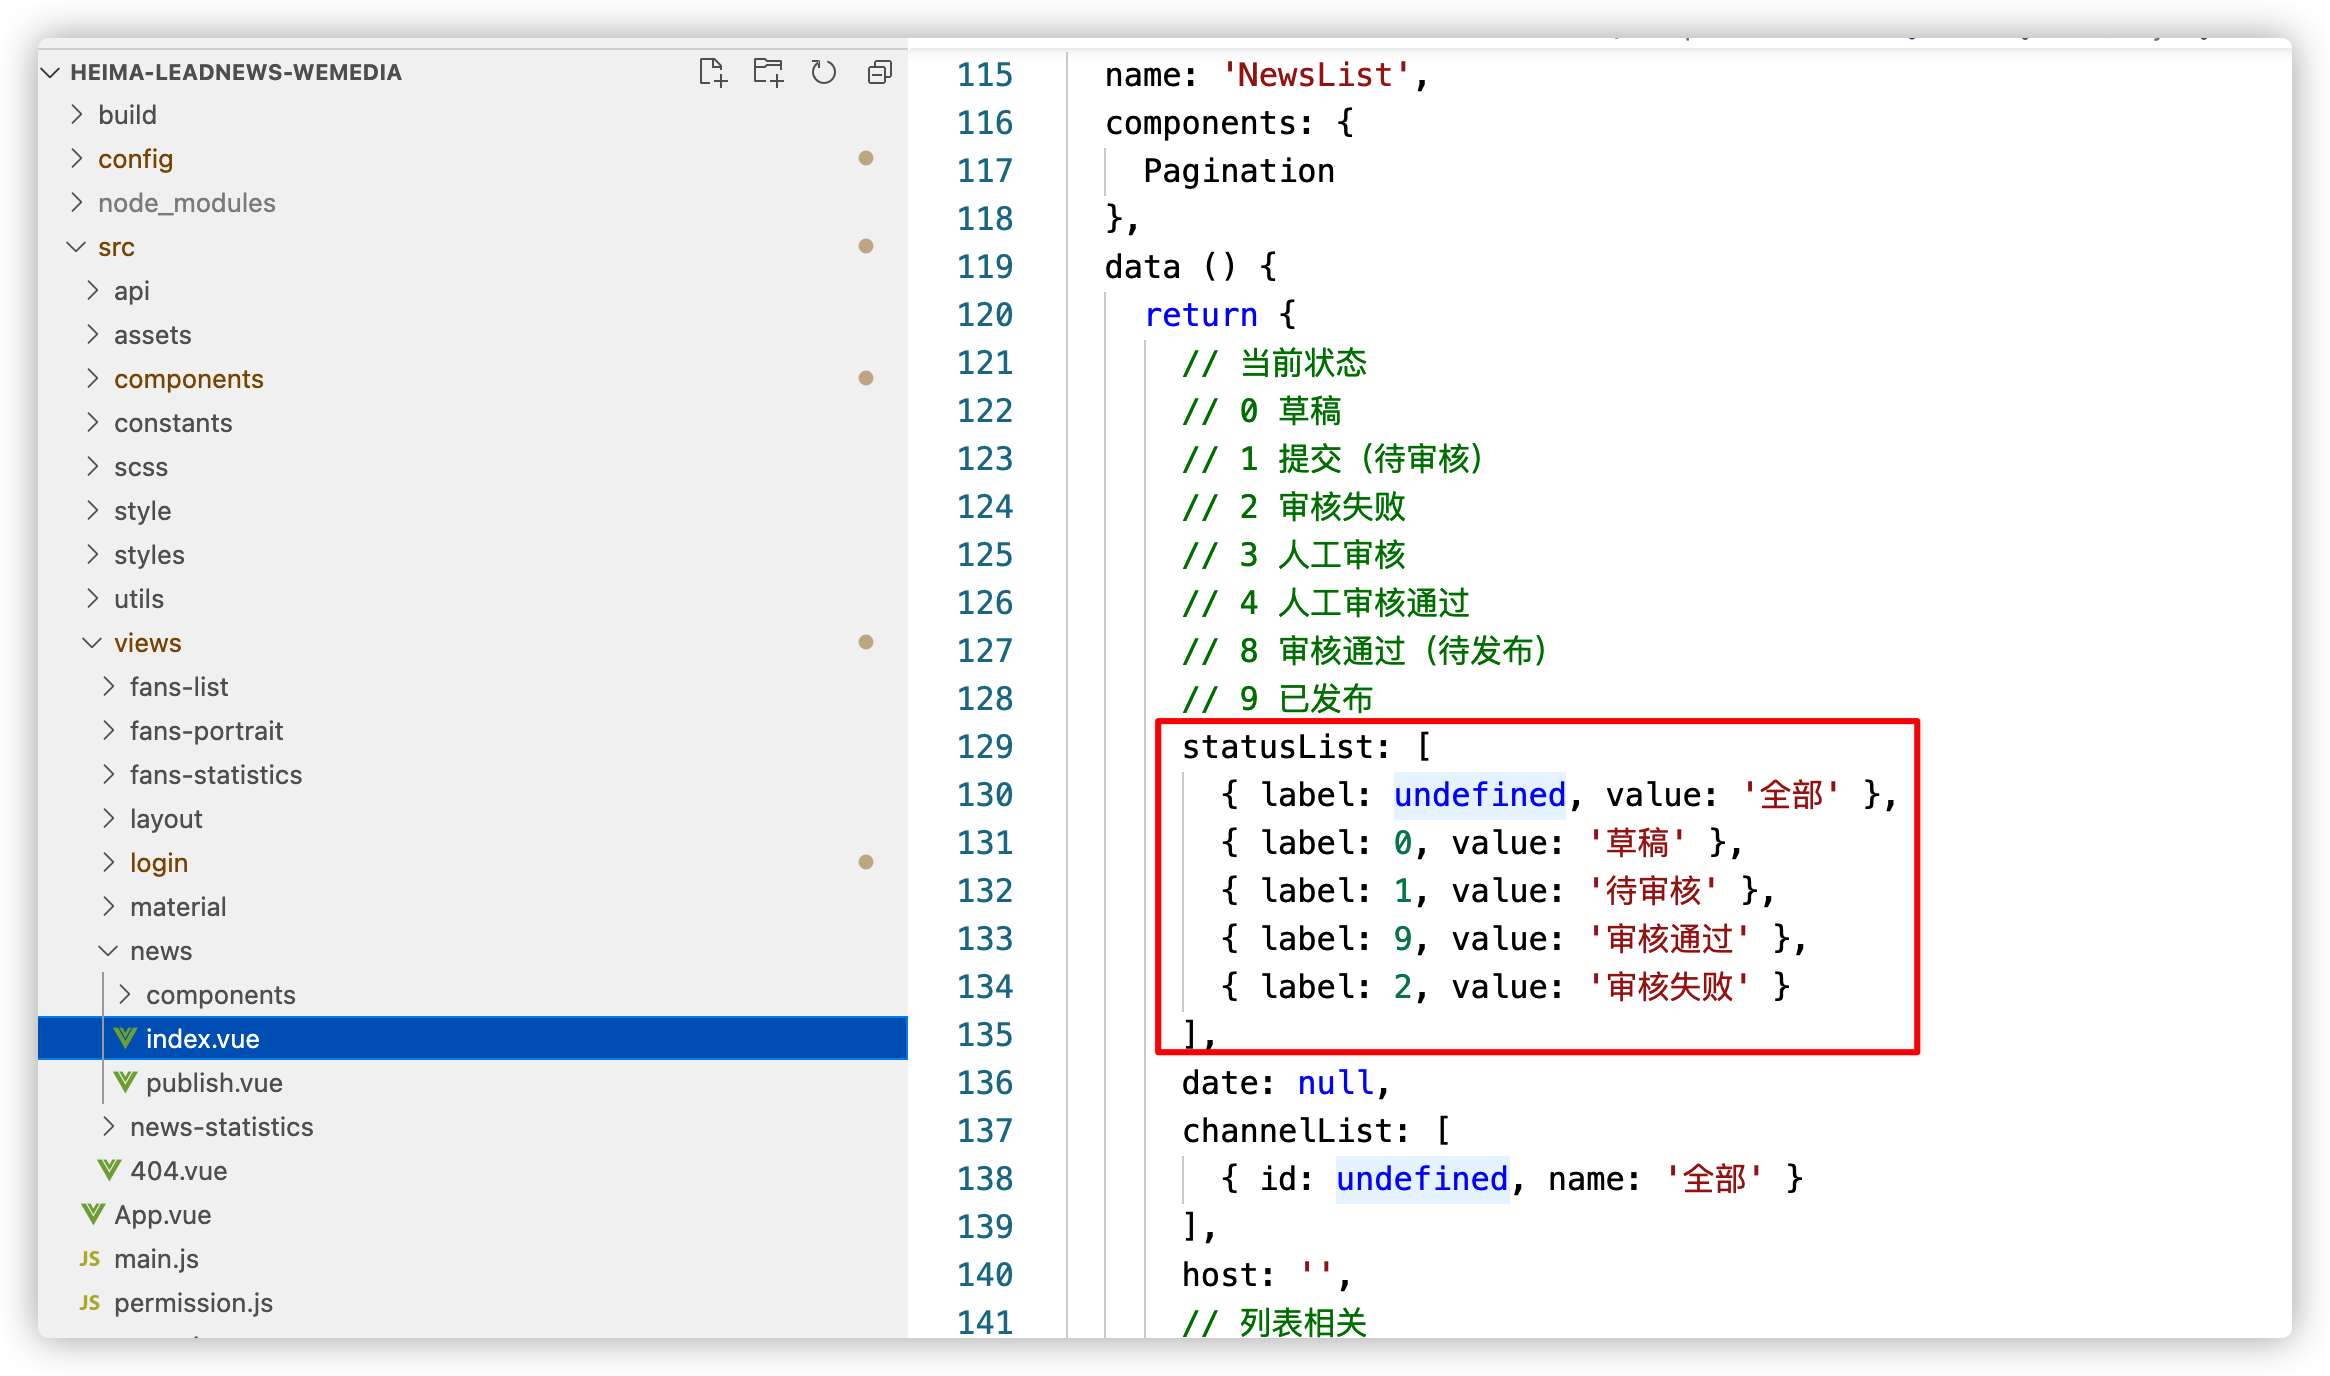 HEIMA-LEADNEWS-WEMEDIA
build
config
node_modules
src
api
assets
components
constants
scss
style
styles
utils
views
fans-list
fans-portrait
fans-statistics
layout
login
material
news
components
index.vue
publish.vue
news-statistics
404.vue
App.vue
JS main.js
JS permission.js
115 name: 'NewsList',
116 components: {
117 Pagination
118 },
119 data () {
120 return {
121 // 当前状态
122 // 0 草稿
123 // 1 提交（待审核）
124 // 2 审核失败
125 // 3 人工审核
126 // 4 人工审核通过
127 // 8 审核通过（待发布）
128 // 9 已发布
129 statusList: [
130 { label: undefined, value: '全部' },
131 { label: 0, value: '草稿' },
132 { label: 1, value: '待审核' },
133 { label: 9, value: '审核通过' },
134 { label: 2, value: '审核失败' }
135 ],
136 date: null,
137 channelList: [
138 { id: undefined, name: '全部' }
139 ],
140 host: '',
141 // 列表相关